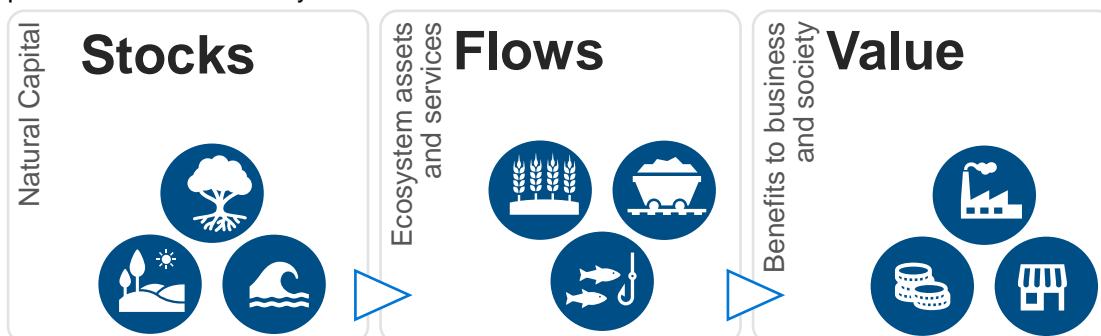 Natural Capital
Stocks
Ecosystem assets
and services
Flows
Benefits to business
and society
Value